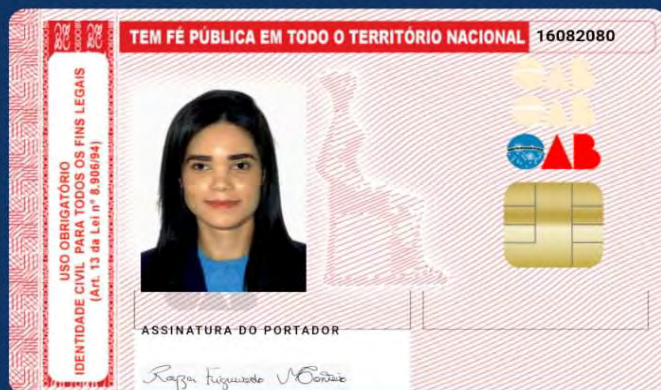 TEM FÉ PÚBLICA EM TODO O TERRITÓRIO NACIONAL 16082080
USO OBRIGATÓRIO
IDENTIDADE CIVIL PARA TODOS OS FINS LEGAIS
(Art. 13 da Lei nº 8.906/94)
OAB
ASSINATURA DO PORTADOR